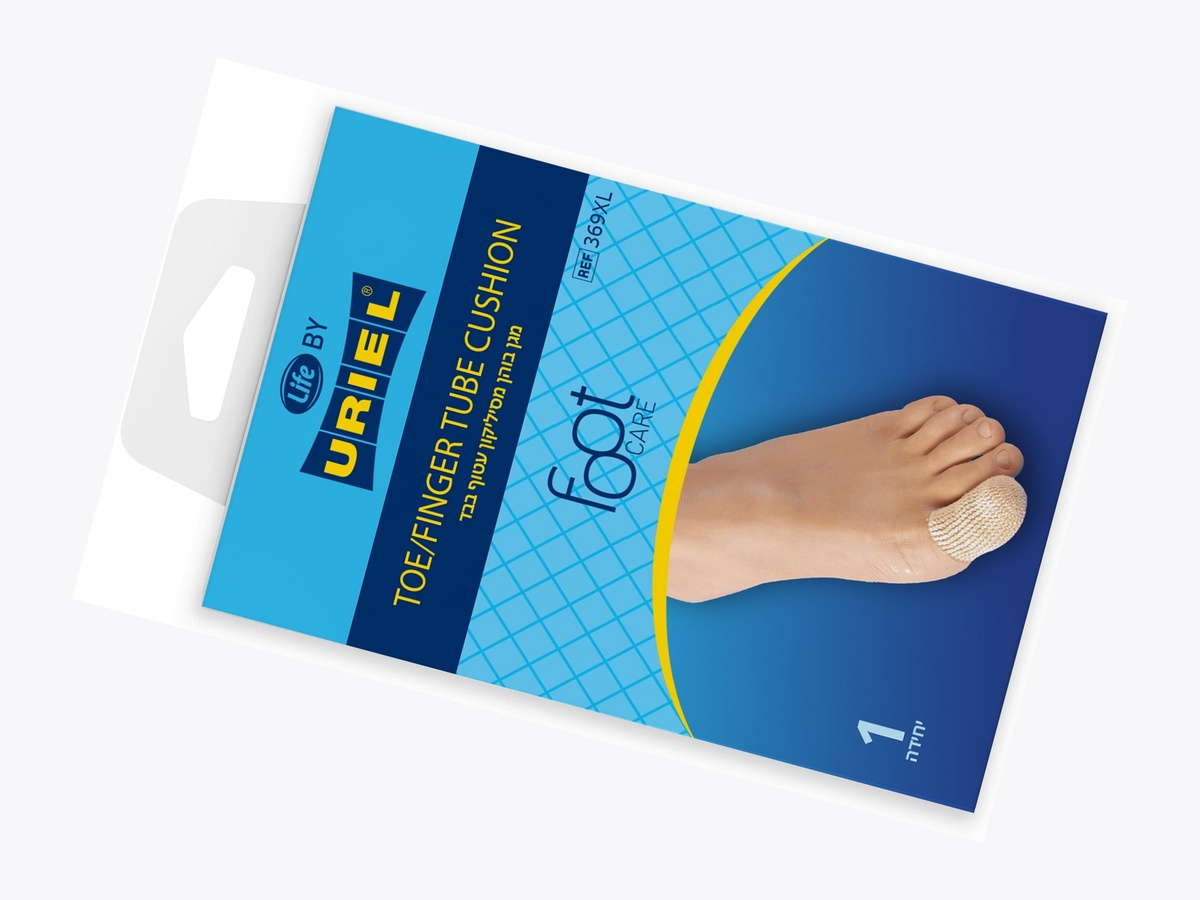 Life BY
URIEL®
TOE/FINGER TUBE CUSHION
מגן בוהן מסיליקון עטוף בבד
REF 369XL
foot
CARE
1
יחידה